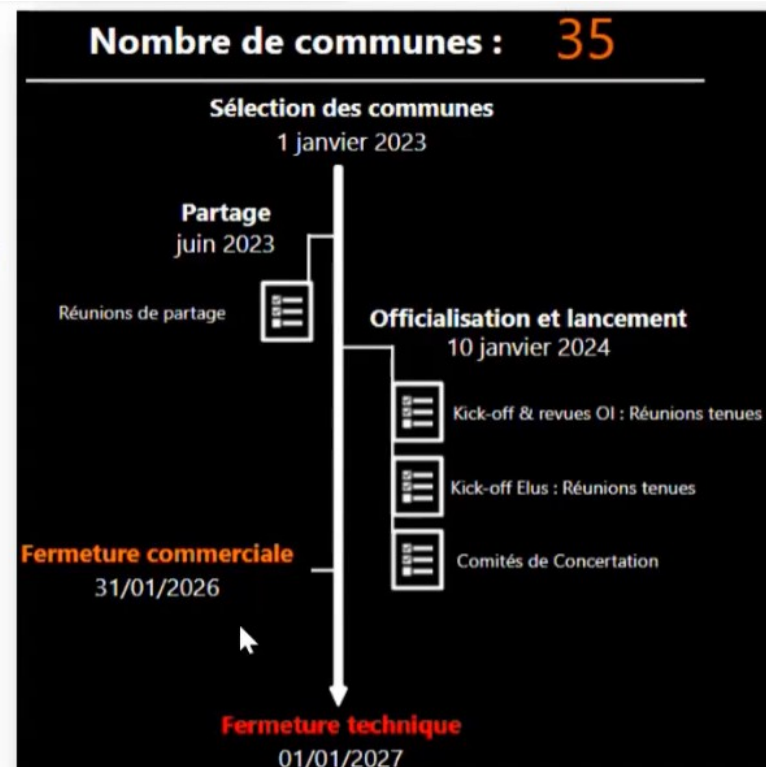 Nombre de communes : 35
Sélection des communes
1 janvier 2023
Partage
juin 2023
Réunions de partage
Officialisation et lancement
10 janvier 2024
Kick-off & revues OI : Réunions tenues
Kick-off Elus : Réunions tenues
Comités de Concertation
Fermeture commerciale
31/01/2026
Fermeture technique
01/01/2027